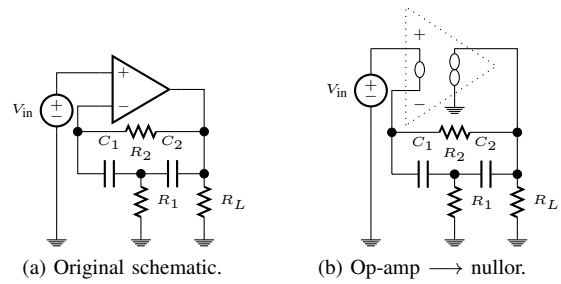 +
−
V_in
+
−
C_1
R_2
C_2
R_1
R_L
(a) Original schematic.
+
−
V_in
+
−
C_1
R_2
C_2
R_1
R_L
(b) Op-amp ⟶ nullor.